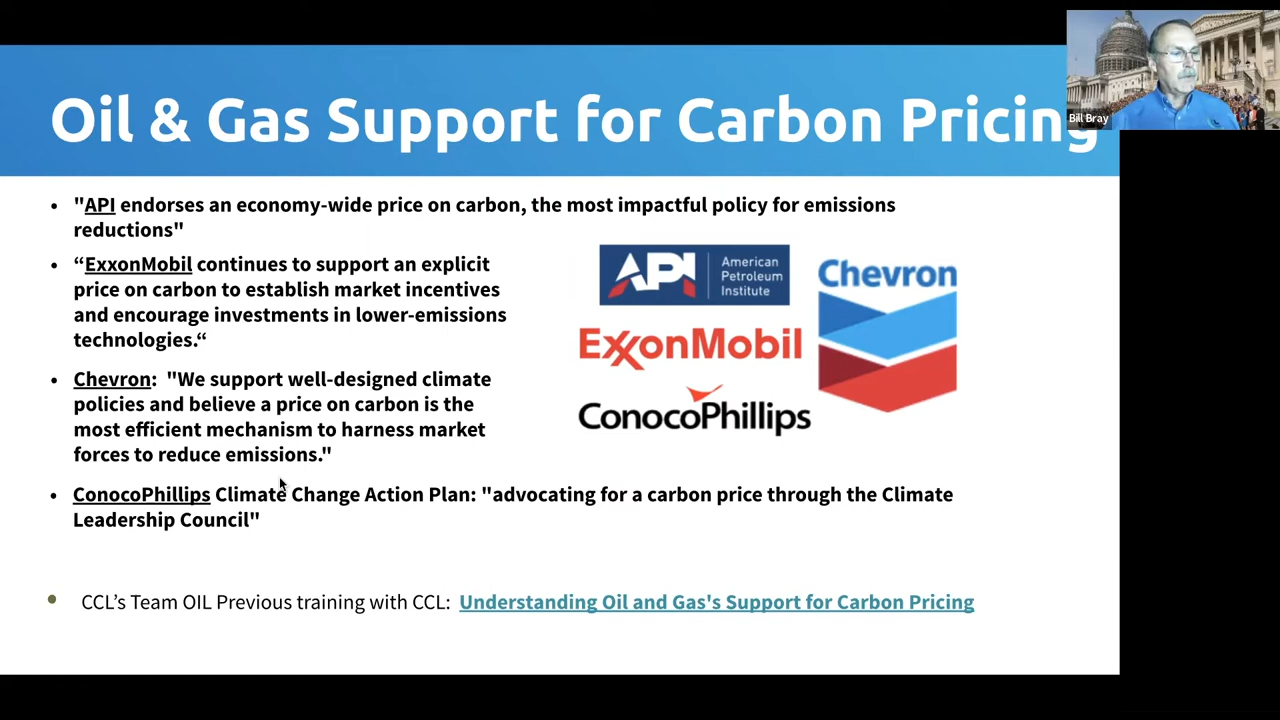 Oil & Gas Support for Carbon Pricing
Bill Bray
• "API endorses an economy-wide price on carbon, the most impactful policy for emissions
reductions"
• “ExxonMobil continues to support an explicit
price on carbon to establish market incentives
and encourage investments in lower-emissions
technologies.“
API American
Petroleum
Institute
ExxonMobil
ConocoPhillips
Chevron
• Chevron: "We support well-designed climate
policies and believe a price on carbon is the
most efficient mechanism to harness market
forces to reduce emissions."
• ConocoPhillips Climate Change Action Plan: "advocating for a carbon price through the Climate
Leadership Council"
• CCL’s Team OIL Previous training with CCL: Understanding Oil and Gas's Support for Carbon Pricing